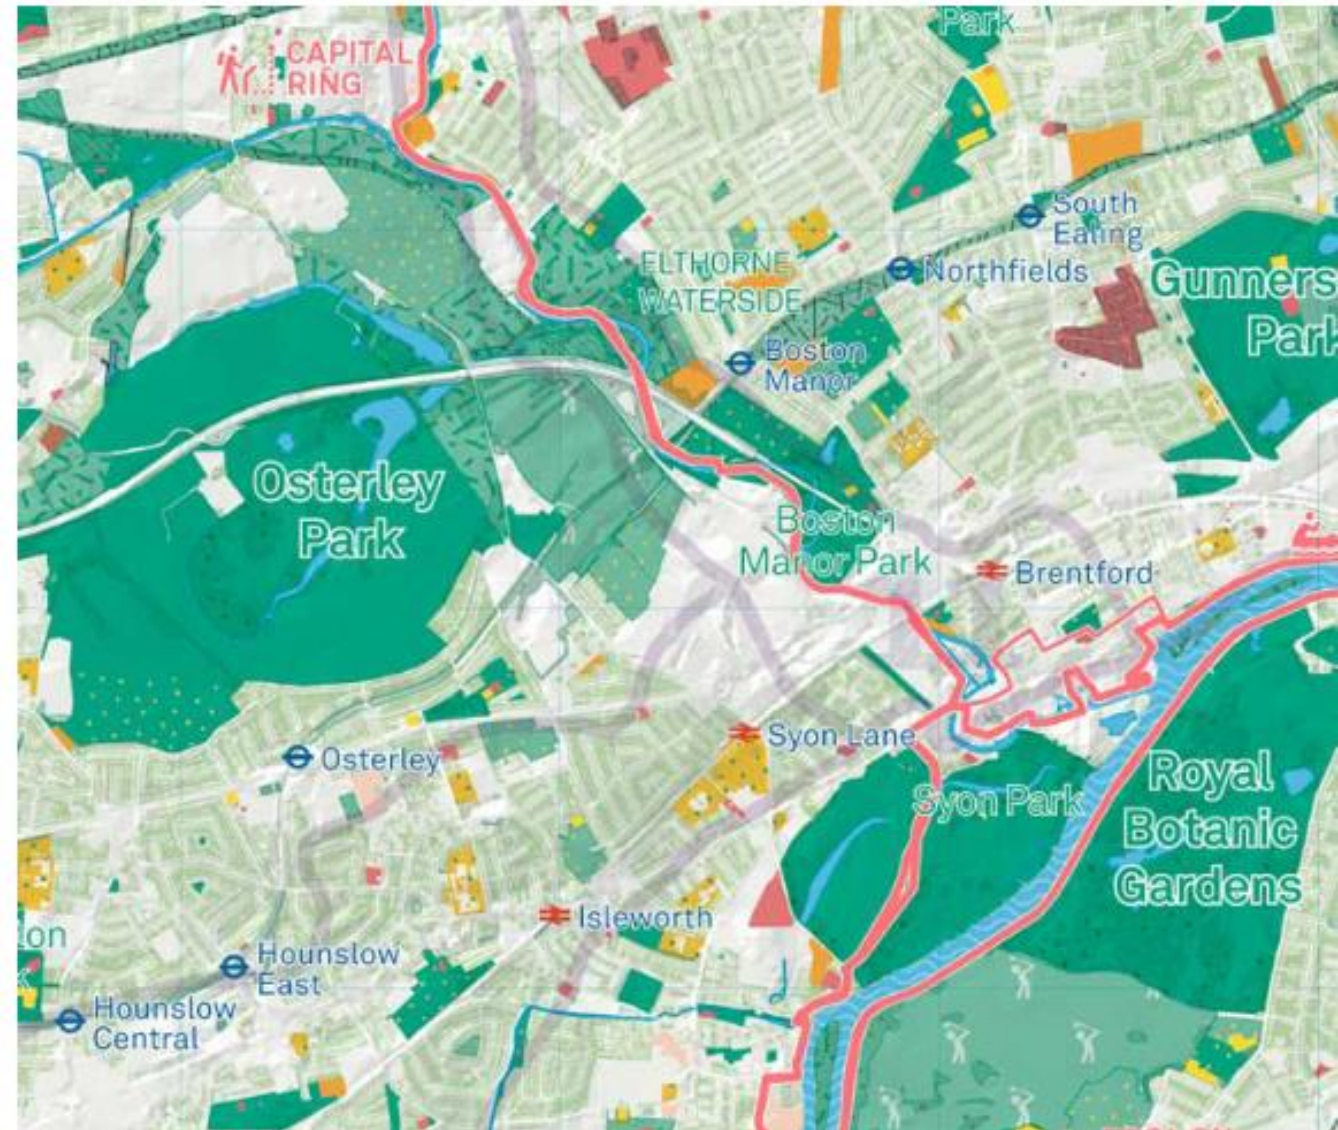 Park
CAPITAL
RING
South
Ealing
Northfields
ELTHORNE
WATERSIDE
Gunners
Park
Boston
Manor
Osterley
Park
Boston
Manor Park
Brentford
Syon Lane
Osterley
Syon Park
Royal
Botanic
Gardens
Isleworth
lon
Hounslow
East
Hounslow
Central